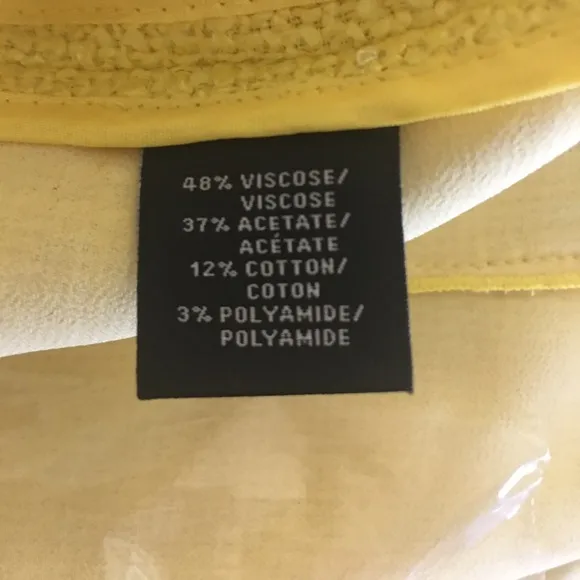 48% VISCOSE/
VISCOSE
37% ACETATE/
ACÉTATE
12% COTTON/
COTON
3% POLYAMIDE/
POLYAMIDE